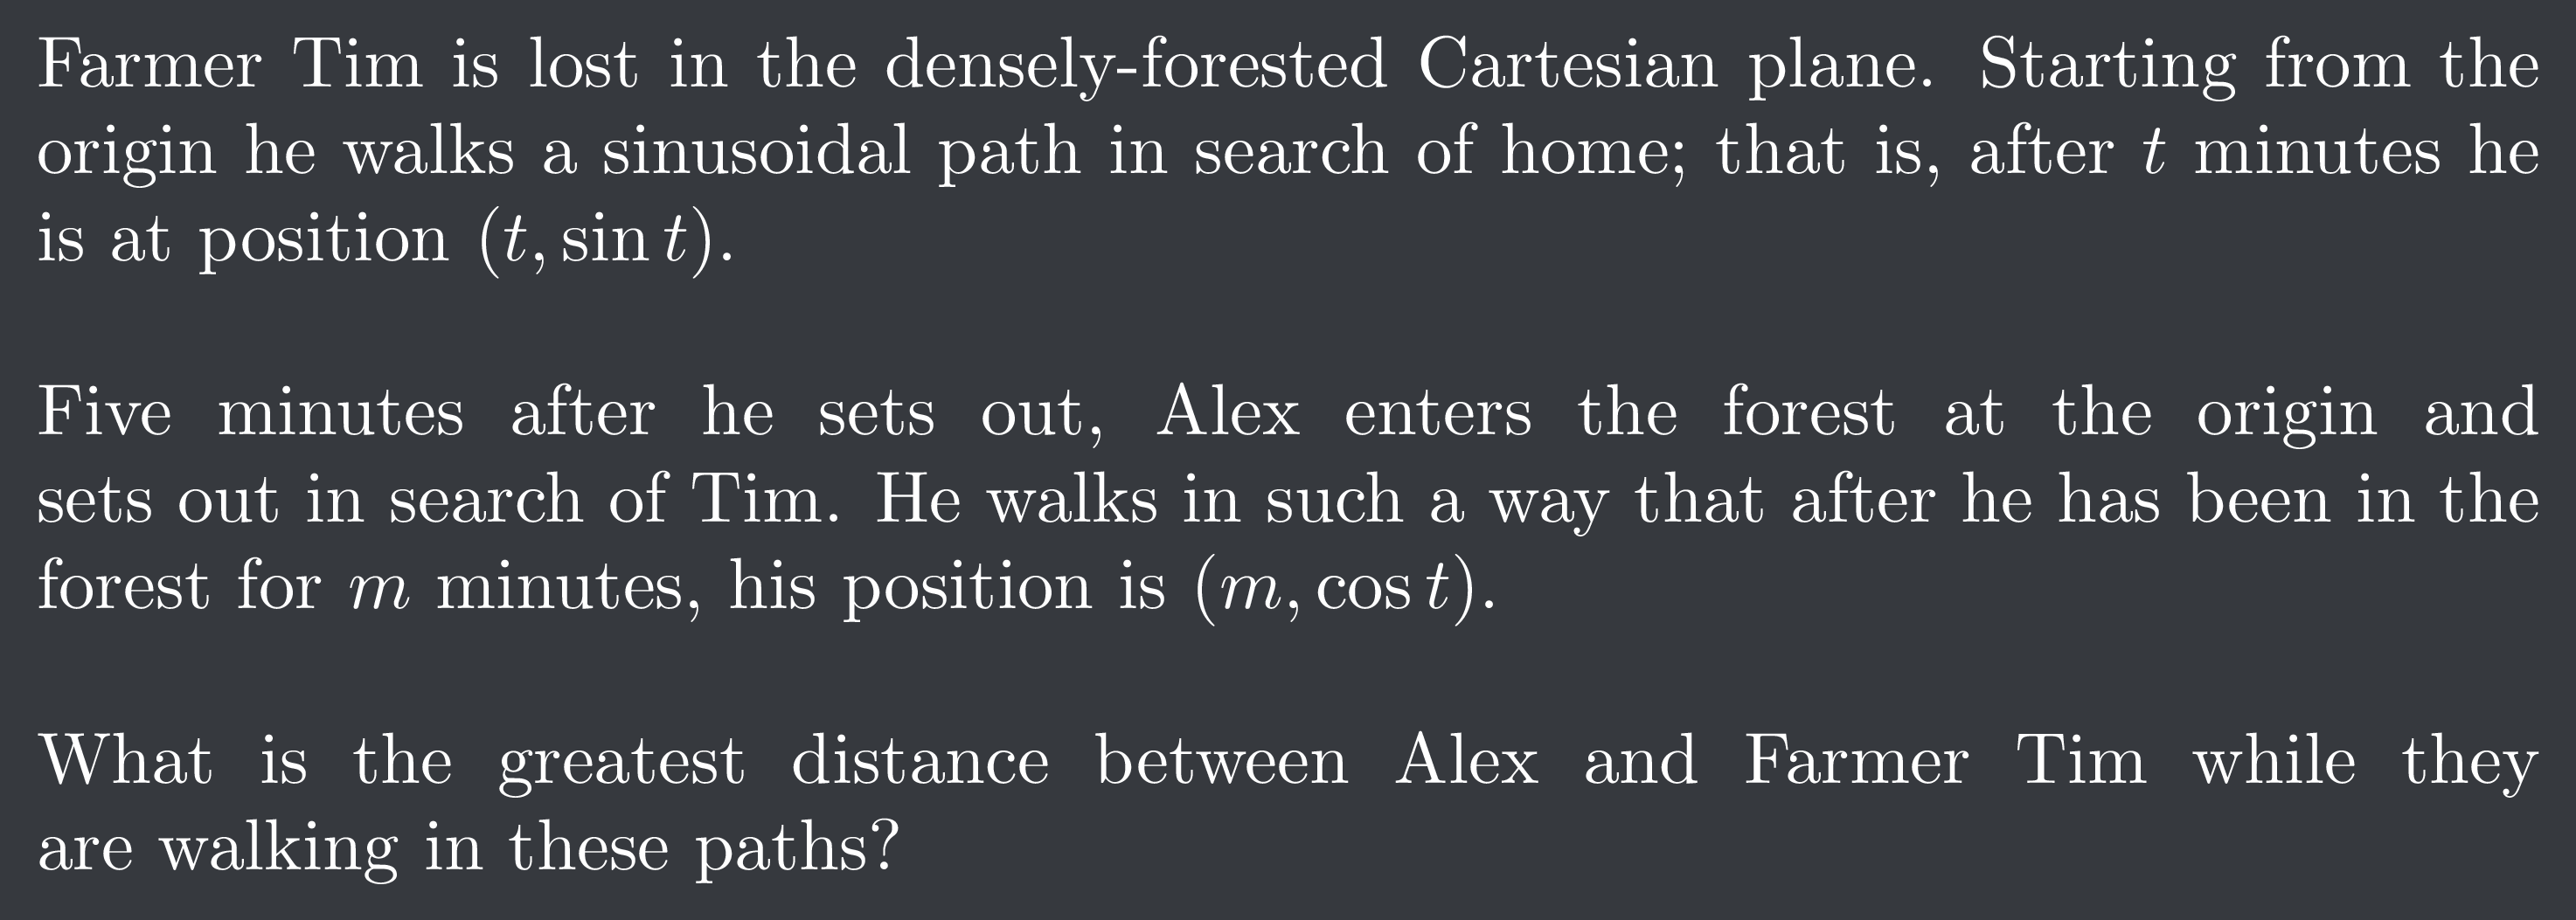 Farmer Tim is lost in the densely-forested Cartesian plane. Starting from the
origin he walks a sinusoidal path in search of home; that is, after t minutes he
is at position (t, sin t).
Five minutes after he sets out, Alex enters the forest at the origin and
sets out in search of Tim. He walks in such a way that after he has been in the
forest for m minutes, his position is (m, cos t).
What is the greatest distance between Alex and Farmer Tim while they
are walking in these paths?